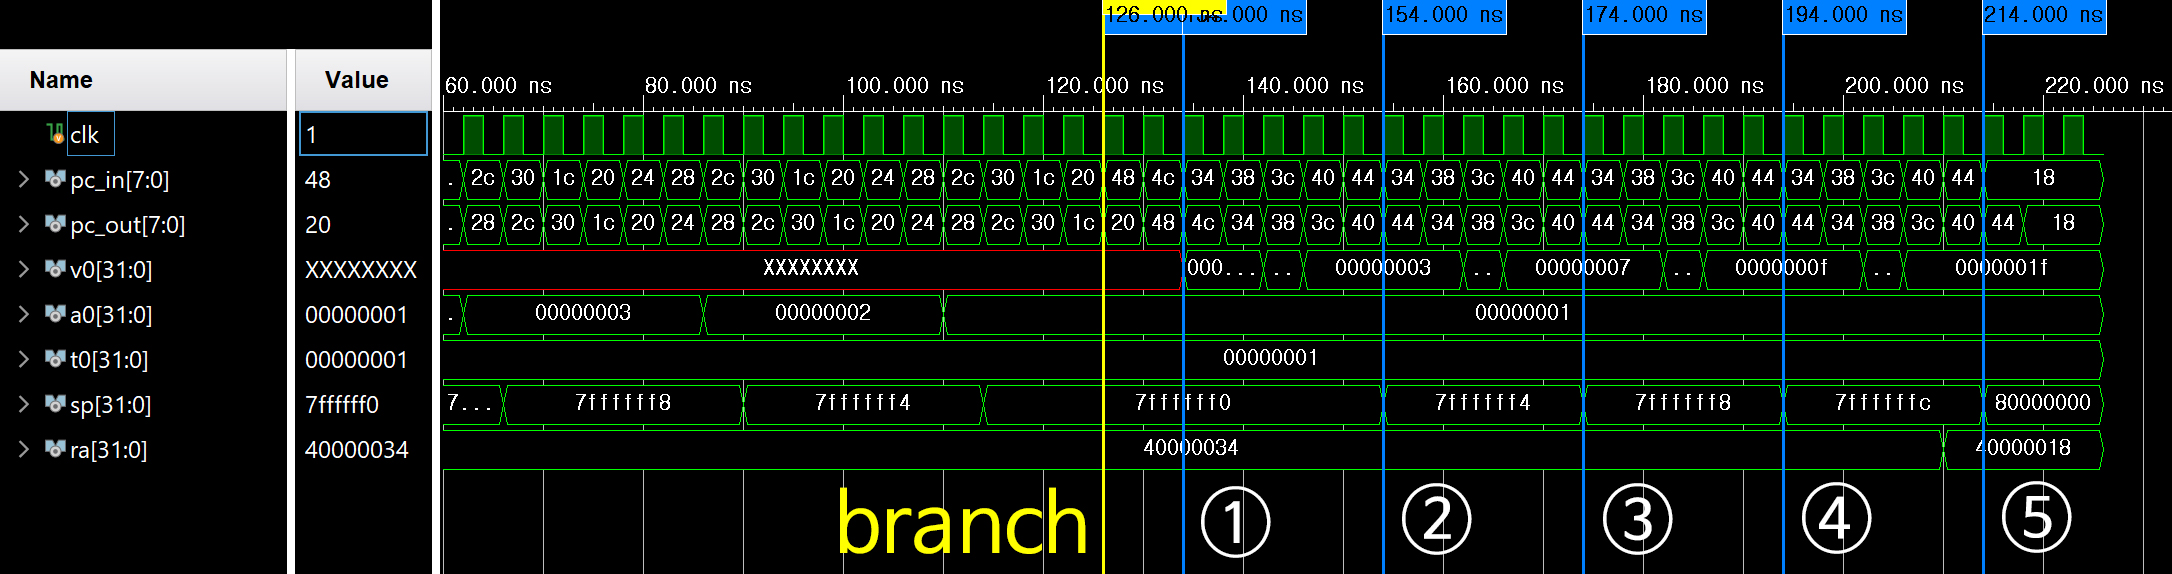 126.000 ns .000 ns 154.000 ns 174.000 ns 194.000 ns 214.000 ns
Name Value 60.000 ns 80.000 ns 100.000 ns 120.000 ns 140.000 ns 160.000 ns 180.000 ns 200.000 ns 220.000 ns
clk 1
pc_in[7:0] 48 . 2c 30 1c 20 24 28 2c 30 1c 20 24 28 2c 30 1c 20 48 4c 34 38 3c 40 44 34 38 3c 40 44 34 38 3c 40 44 34 38 3c 40 44 18
pc_out[7:0] 20 . 28 2c 30 1c 20 24 28 2c 30 1c 20 24 28 2c 30 1c 20 48 4c 34 38 3c 40 44 34 38 3c 40 44 34 38 3c 40 44 34 38 3c 40 44 18
v0[31:0] XXXXXXXX XXXXXXXX 000... .. 00000003 .. 00000007 .. 0000000f .. 0000001f
a0[31:0] 00000001 . 00000003 00000002 00000001
t0[31:0] 00000001 00000001
sp[31:0] 7ffffff0 7... 7ffffff8 7ffffff4 7ffffff0 7ffffff4 7ffffff8 7ffffffc 80000000
ra[31:0] 40000034 40000034 40000018
branch ① ② ③ ④ ⑤